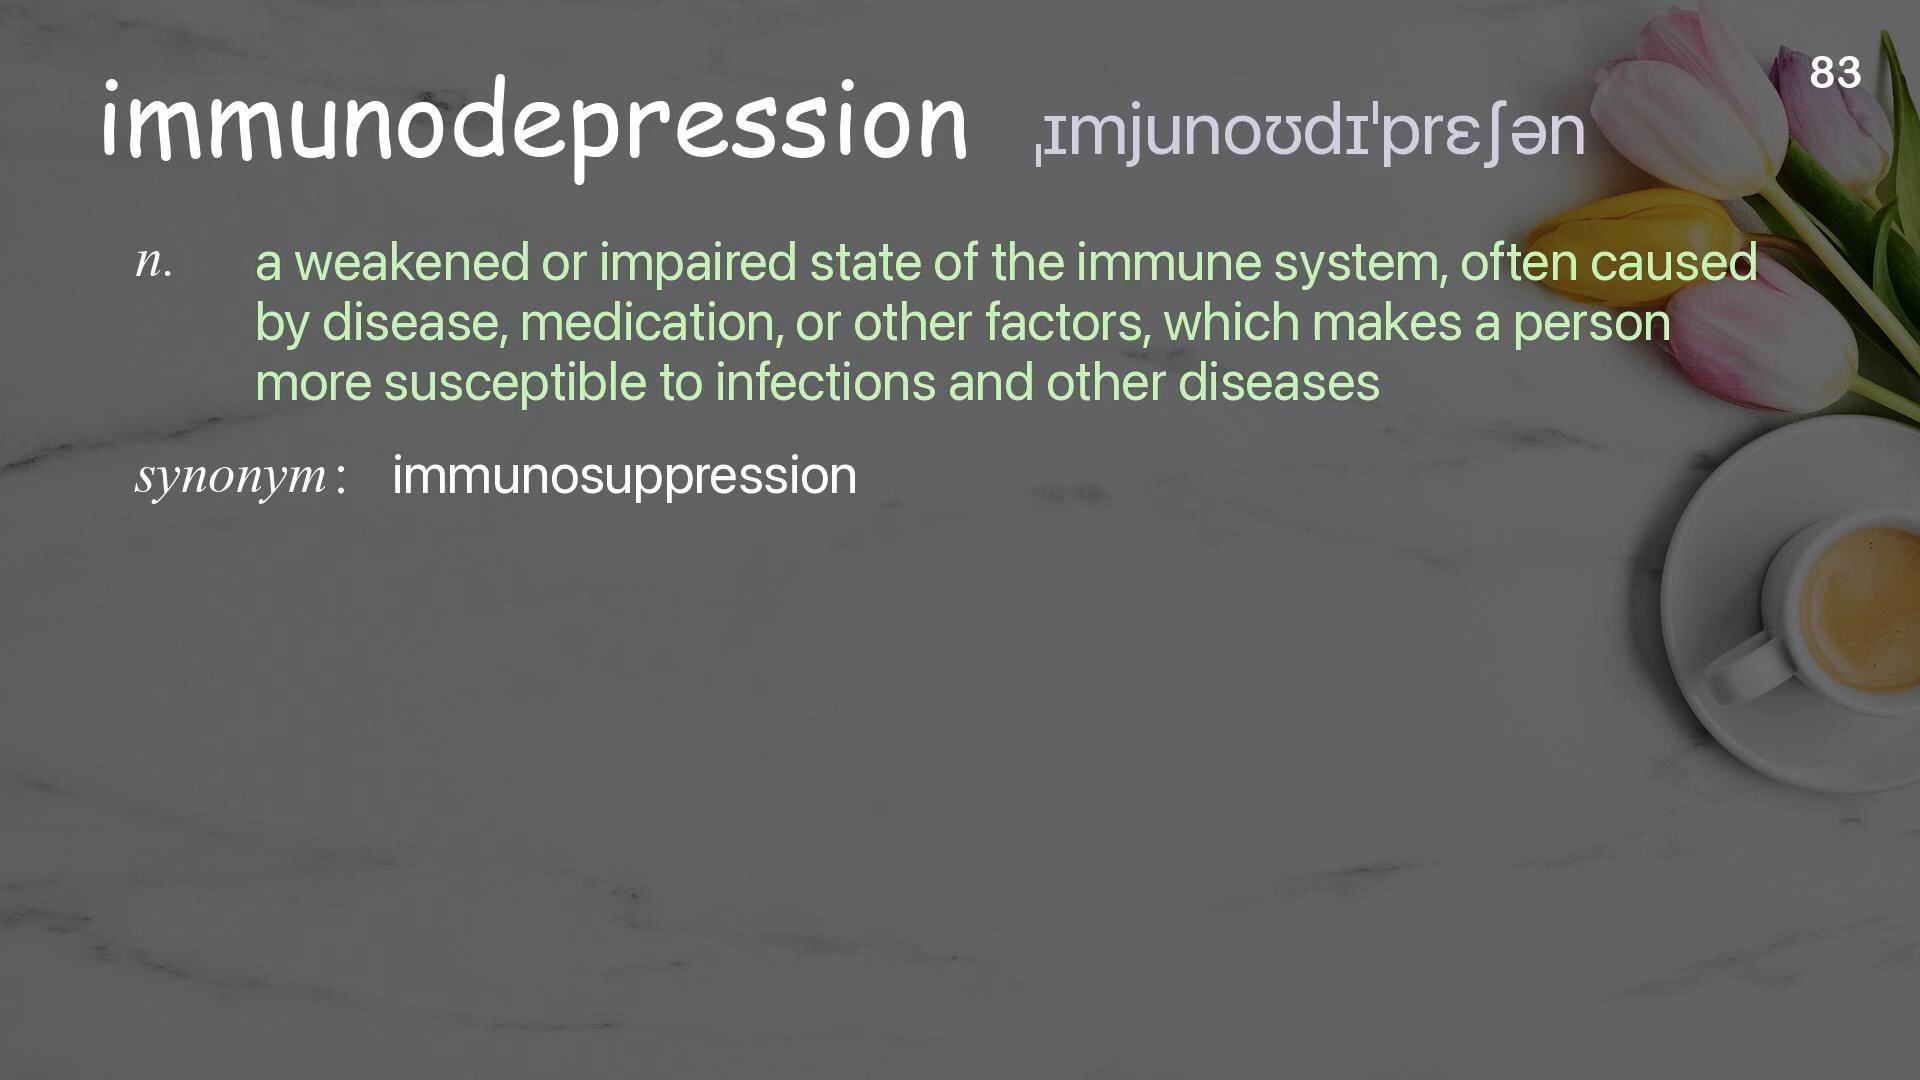 83
immunodepression ˌɪmjunoʊdɪˈprɛʃən
n. a weakened or impaired state of the immune system, often caused
by disease, medication, or other factors, which makes a person
more susceptible to infections and other diseases
synonym: immunosuppression